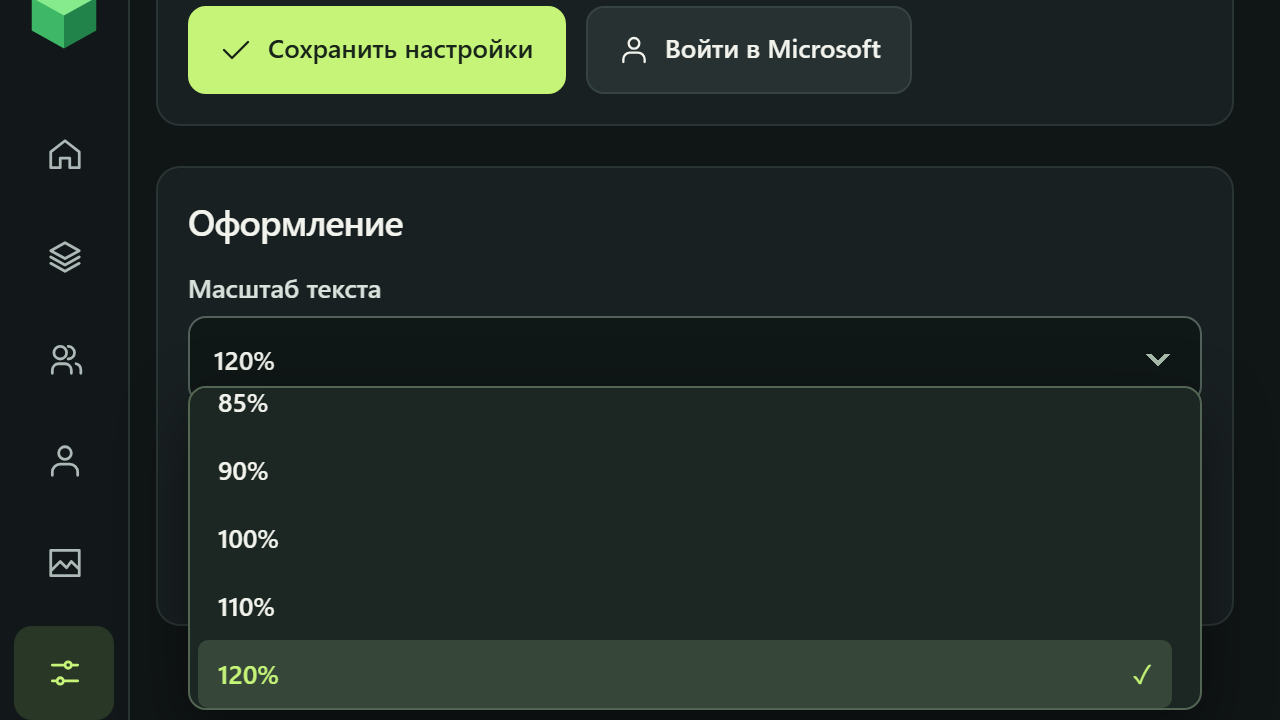 Сохранить настройки
Войти в Microsoft
Оформление
Масштаб текста
120%
85%
90%
100%
110%
120%